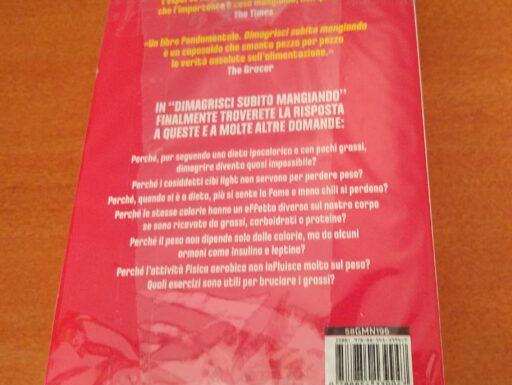 che l'importante è cosa mangiamo, non
The Times
"Un libro fondamentale. Dimagrisci subito mangiando
è un caposaldo che smonta pezzo per pezzo
le verità assolute sull'alimentazione."
The Grocer
IN "DIMAGRISCI SUBITO MANGIANDO"
FINALMENTE TROVERETE LA RISPOSTA
A QUESTE E A MOLTE ALTRE DOMANDE:
Perché, pur seguendo una dieta ipocalorica e con pochi grassi,
dimagrire diventa quasi impossibile?
Perché i cosiddetti cibi light non servono per perdere peso?
Perché, quando si è a dieta, più si sente la fame e meno chili si perdono?
Perché le stesse calorie hanno un effetto diverso sul nostro corpo
se sono ricavate da grassi, carboidrati o proteine?
Perché il peso non dipende solo dalle calorie, ma da alcuni
ormoni come insulina e leptina?
Perché l'attività fisica aerobica non influisce molto sul peso?
Quali esercizi sono utili per bruciare i grassi?
58GMN196